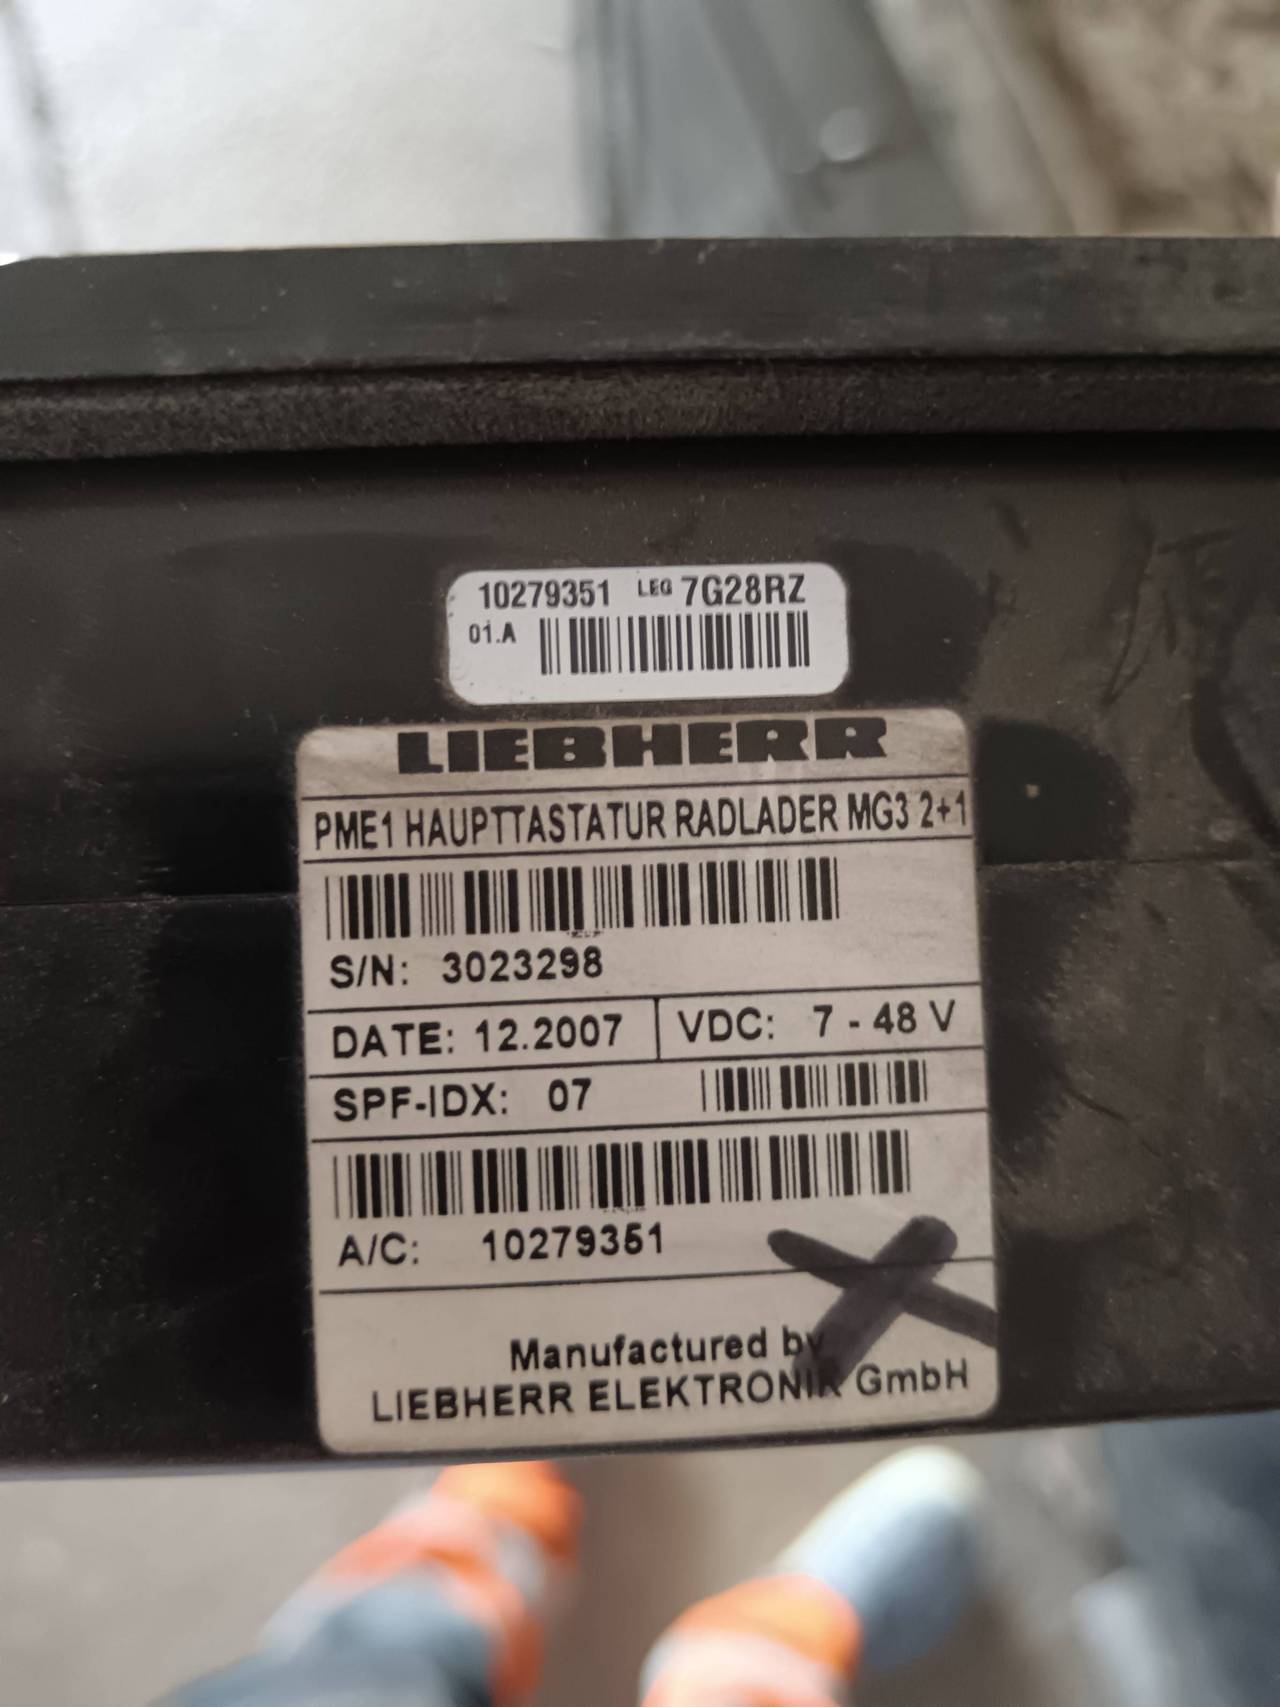 10279351 LEG 7G28RZ
01.A
LIEBHERR
PME1 HAUPTTASTATUR RADLADER MG3 2+1
S/N: 3023298
DATE: 12.2007 VDC: 7 - 48 V
SPF-IDX: 07
A/C: 10279351
Manufactured by
LIEBHERR ELEKTRONIK GmbH